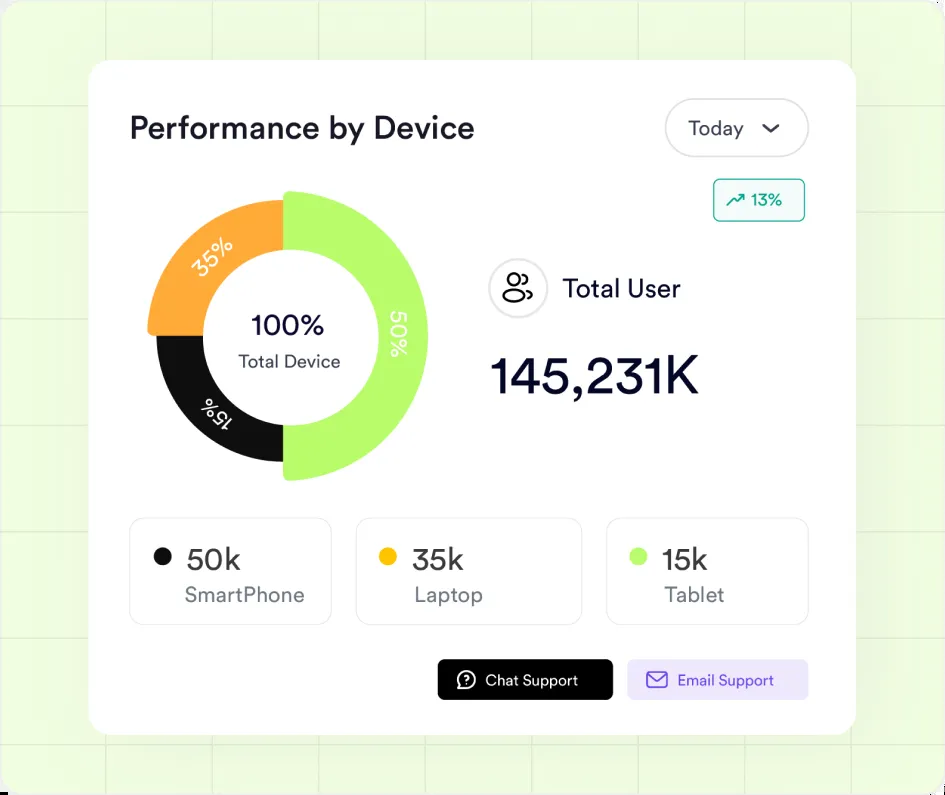 Performance by Device
Today
13%
35%
50%
15%
100%
Total Device
Total User
145,231K
50k
SmartPhone
35k
Laptop
15k
Tablet
Chat Support
Email Support